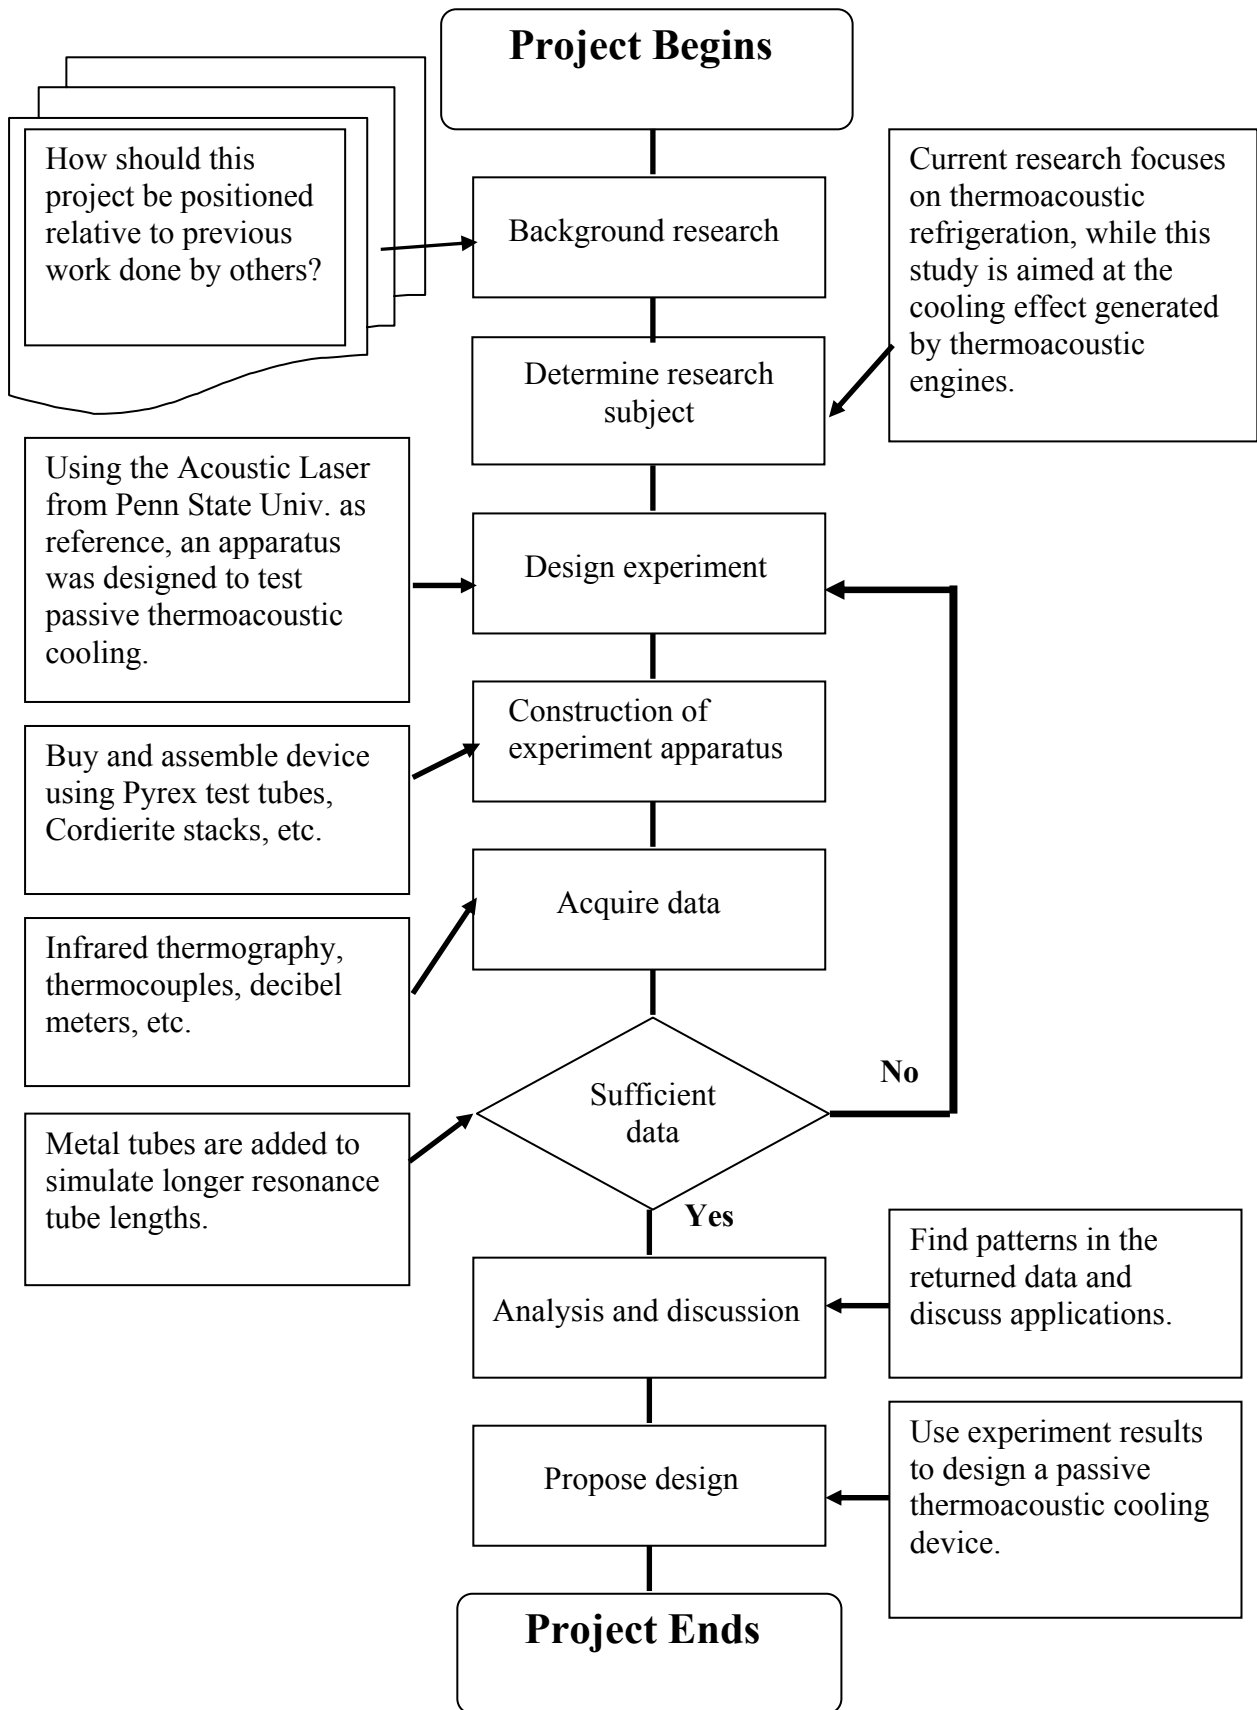 Project Begins
How should this
project be positioned
relative to previous
work done by others?
Background research
Current research focuses
on thermoacoustic
refrigeration, while this
study is aimed at the
cooling effect generated
by thermoacoustic
engines.
Determine research
subject
Using the Acoustic Laser
from Penn State Univ. as
reference, an apparatus
was designed to test
passive thermoacoustic
cooling.
Design experiment
Construction of
experiment apparatus
Buy and assemble device
using Pyrex test tubes,
Cordierite stacks, etc.
Acquire data
Infrared thermography,
thermocouples, decibel
meters, etc.
Sufficient
data
No
Metal tubes are added to
simulate longer resonance
tube lengths.
Yes
Analysis and discussion
Find patterns in the
returned data and
discuss applications.
Propose design
Use experiment results
to design a passive
thermoacoustic cooling
device.
Project Ends